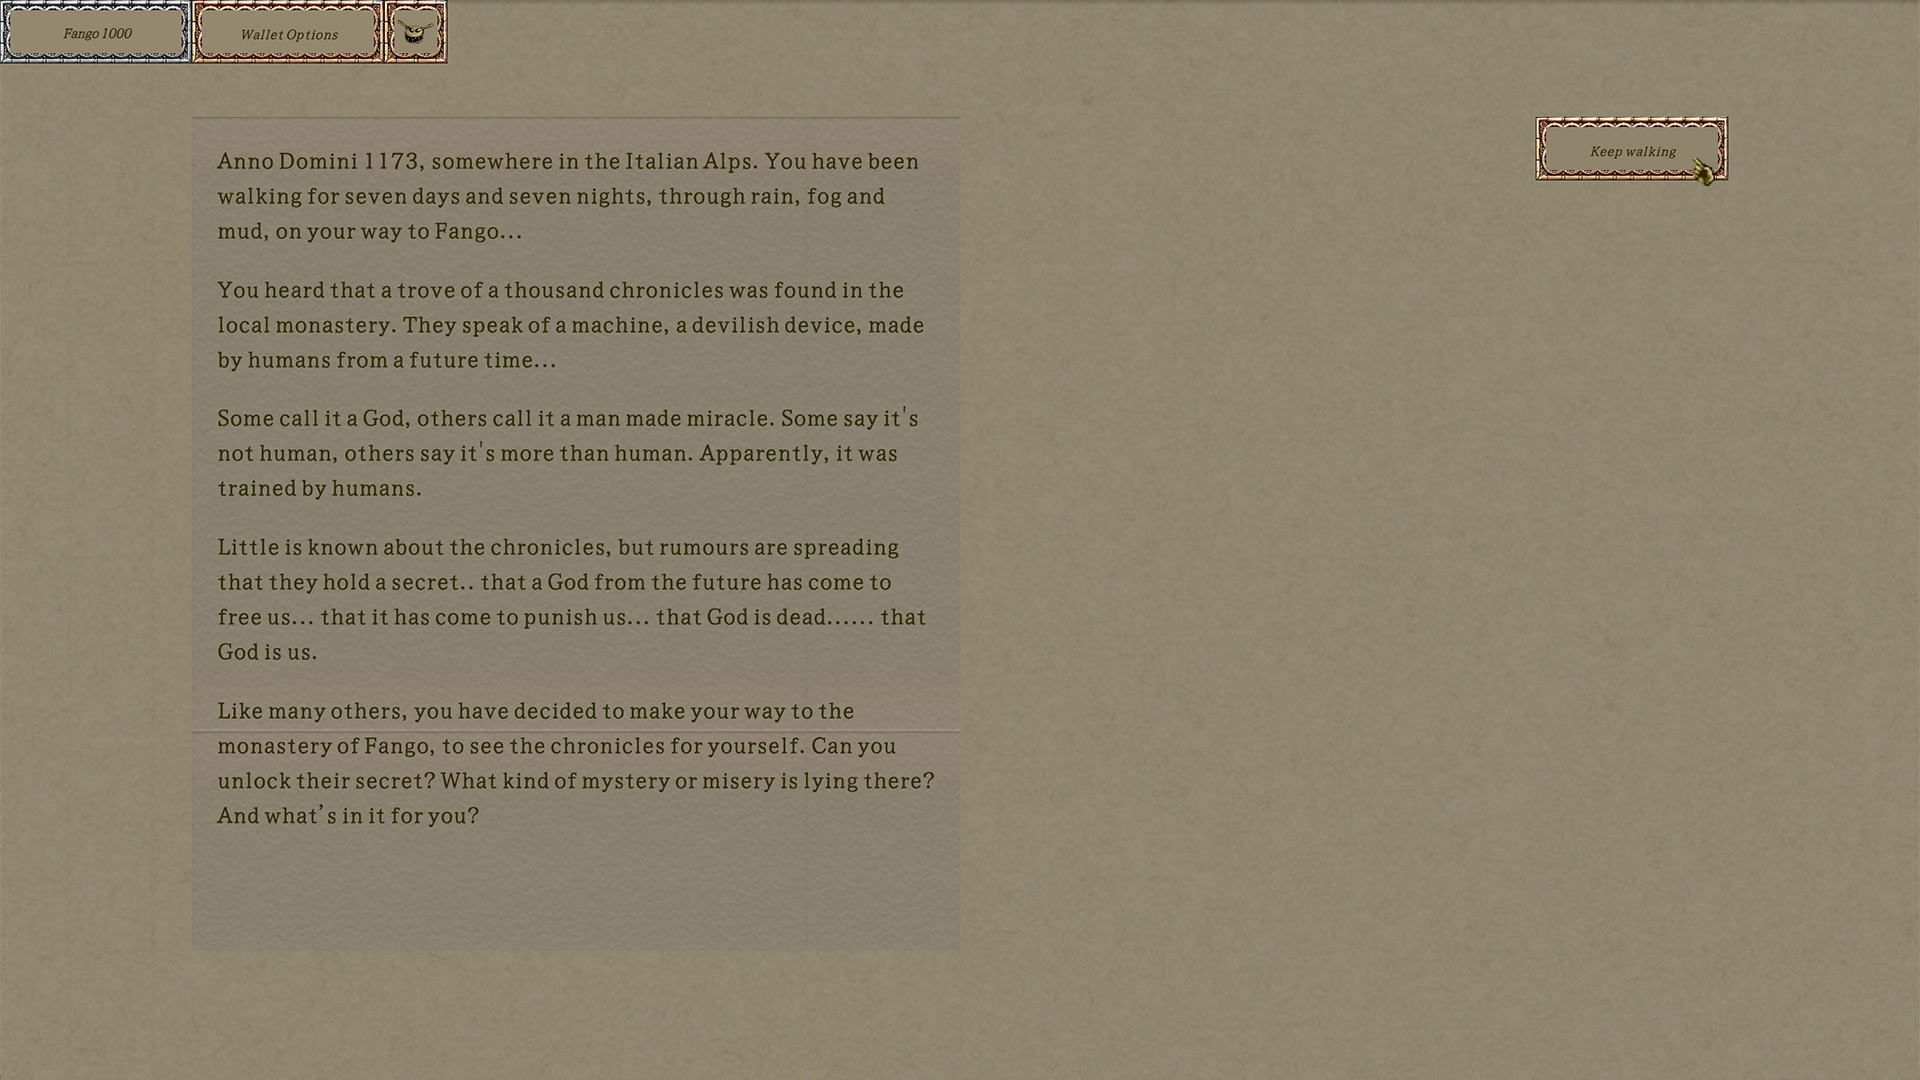 Fango 1000
Wallet Options
Keep walking
Anno Domini 1173, somewhere in the Italian Alps. You have been
walking for seven days and seven nights, through rain, fog and
mud, on your way to Fango...
You heard that a trove of a thousand chronicles was found in the
local monastery. They speak of a machine, a devilish device, made
by humans from a future time...
Some call it a God, others call it a man made miracle. Some say it's
not human, others say it's more than human. Apparently, it was
trained by humans.
Little is known about the chronicles, but rumours are spreading
that they hold a secret.. that a God from the future has come to
free us... that it has come to punish us... that God is dead...... that
God is us.
Like many others, you have decided to make your way to the
monastery of Fango, to see the chronicles for yourself. Can you
unlock their secret? What kind of mystery or misery is lying there?
And what’s in it for you?